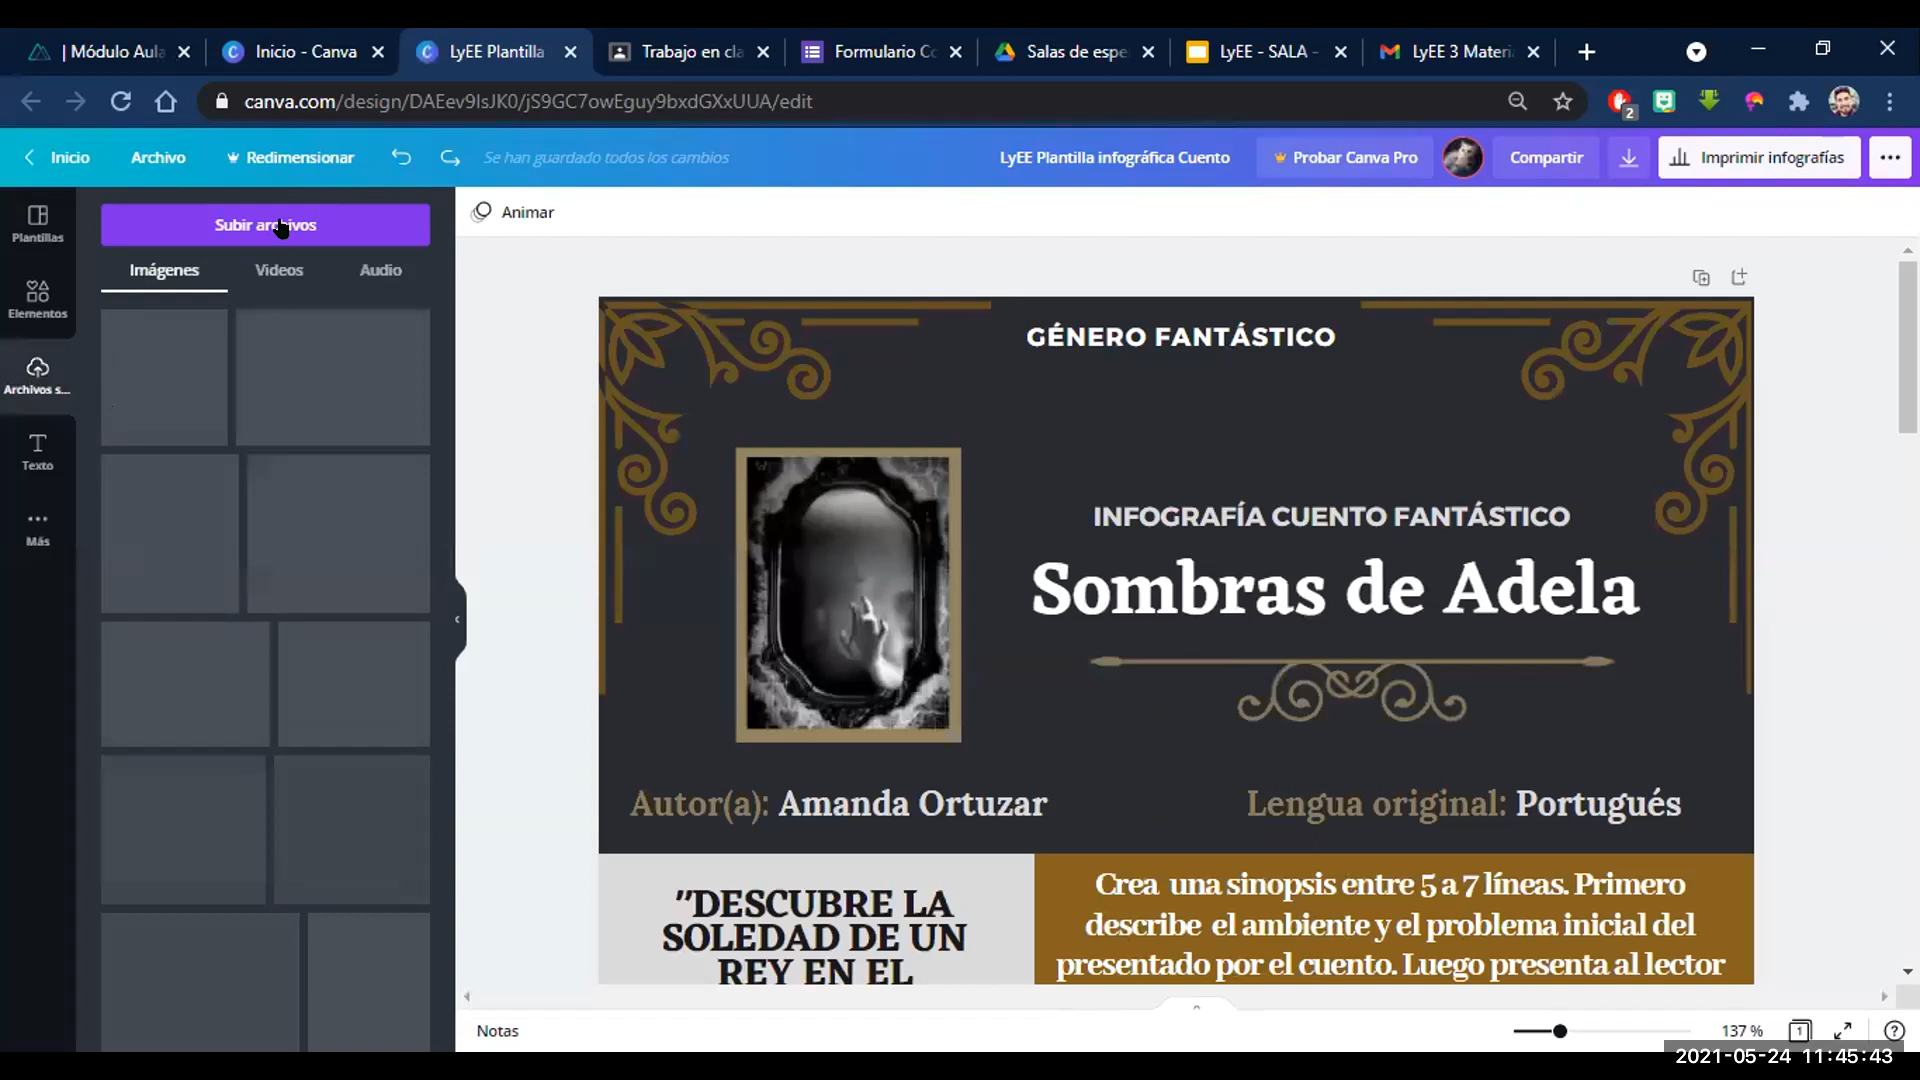 | Módulo Aula
Inicio - Canva
LyEE Plantilla
Trabajo en cla
Formulario Co
Salas de espe
LyEE - SALA -
LyEE 3 Materi
canva.com/design/DAEev9IsJK0/jS9GC7owEguy9bxdGXxUUA/edit
2
Inicio
Archivo
Redimensionar
Se han guardado todos los cambios
LyEE Plantilla infográfica Cuento
Probar Canva Pro
Compartir
Imprimir infografías
Plantillas
Elementos
Archivos s...
Texto
Más
Subir archivos
Imágenes
Videos
Audio
Animar
GÉNERO FANTÁSTICO
INFOGRAFÍA CUENTO FANTÁSTICO
Sombras de Adela
Autor(a): Amanda Ortuzar
Lengua original: Portugués
"DESCUBRE LA
SOLEDAD DE UN
REY EN EL
Crea una sinopsis entre 5 a 7 líneas. Primero
describe el ambiente y el problema inicial del
presentado por el cuento. Luego presenta al lector
Notas
137 %
1
2021-05-24 11:45:43